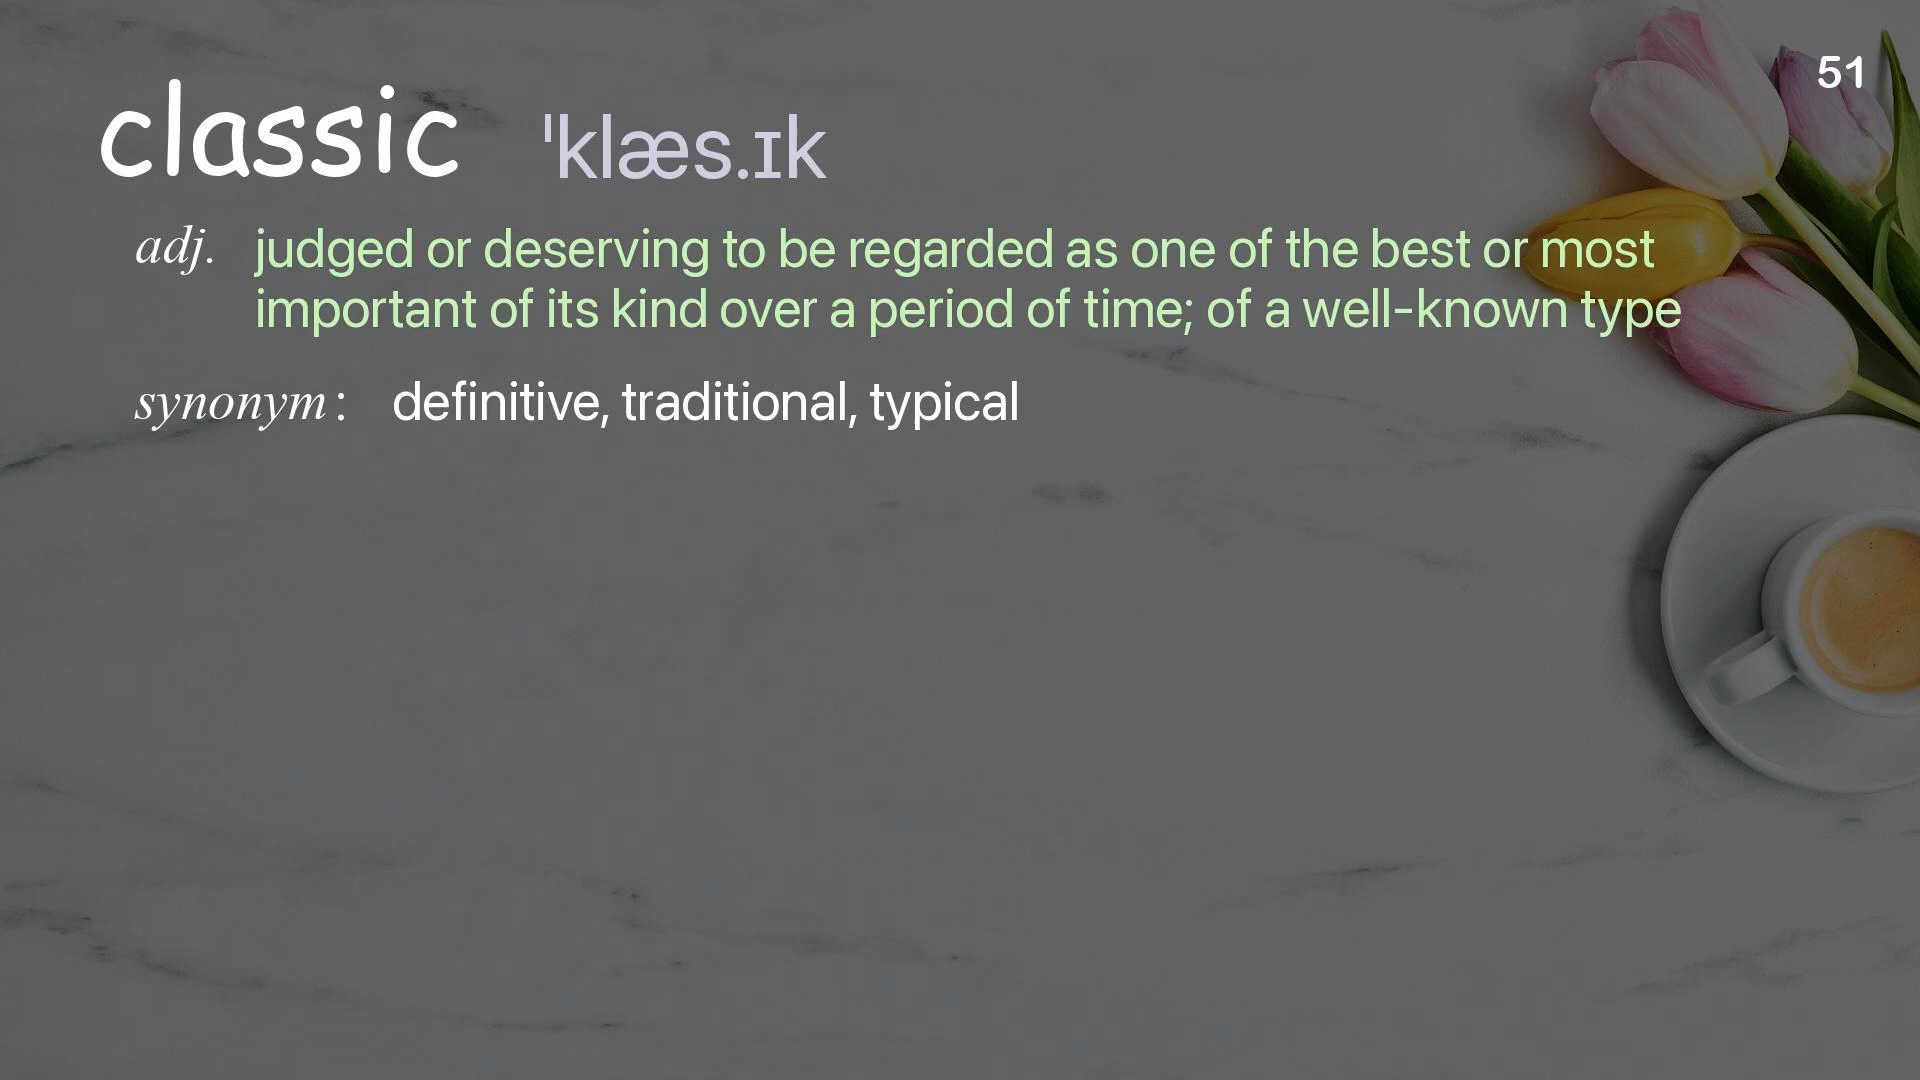 51
classic ˈklæs.ɪk
adj. judged or deserving to be regarded as one of the best or most
important of its kind over a period of time; of a well-known type
synonym : definitive, traditional, typical